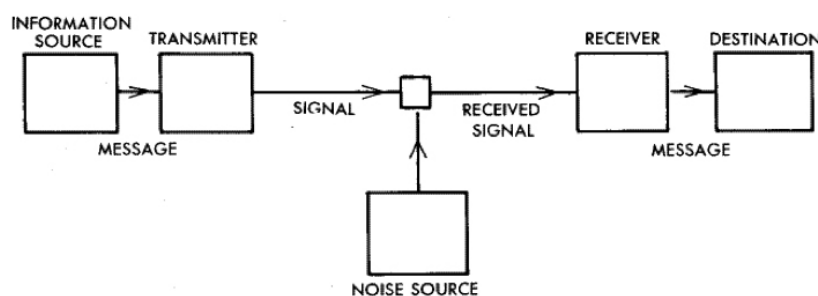 INFORMATION
SOURCE
TRANSMITTER
RECEIVER
DESTINATION
SIGNAL
RECEIVED
SIGNAL
MESSAGE
MESSAGE
NOISE SOURCE